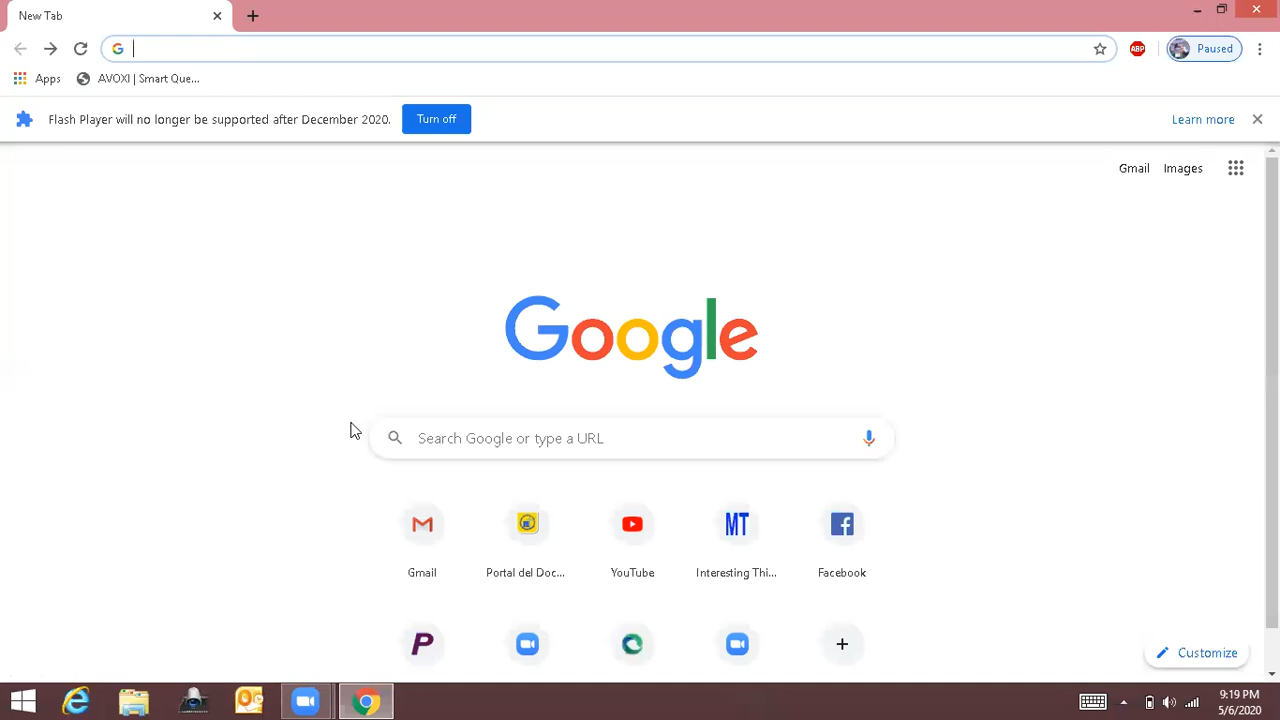 New Tab
Paused
Apps
AVOXI | Smart Que...
Flash Player will no longer be supported after December 2020.
Turn off
Learn more
Gmail
Images
Google
Search Google or type a URL
Gmail
Portal del Doc...
YouTube
MT
Interesting Thi...
Facebook
Customize
9:19 PM
5/6/2020